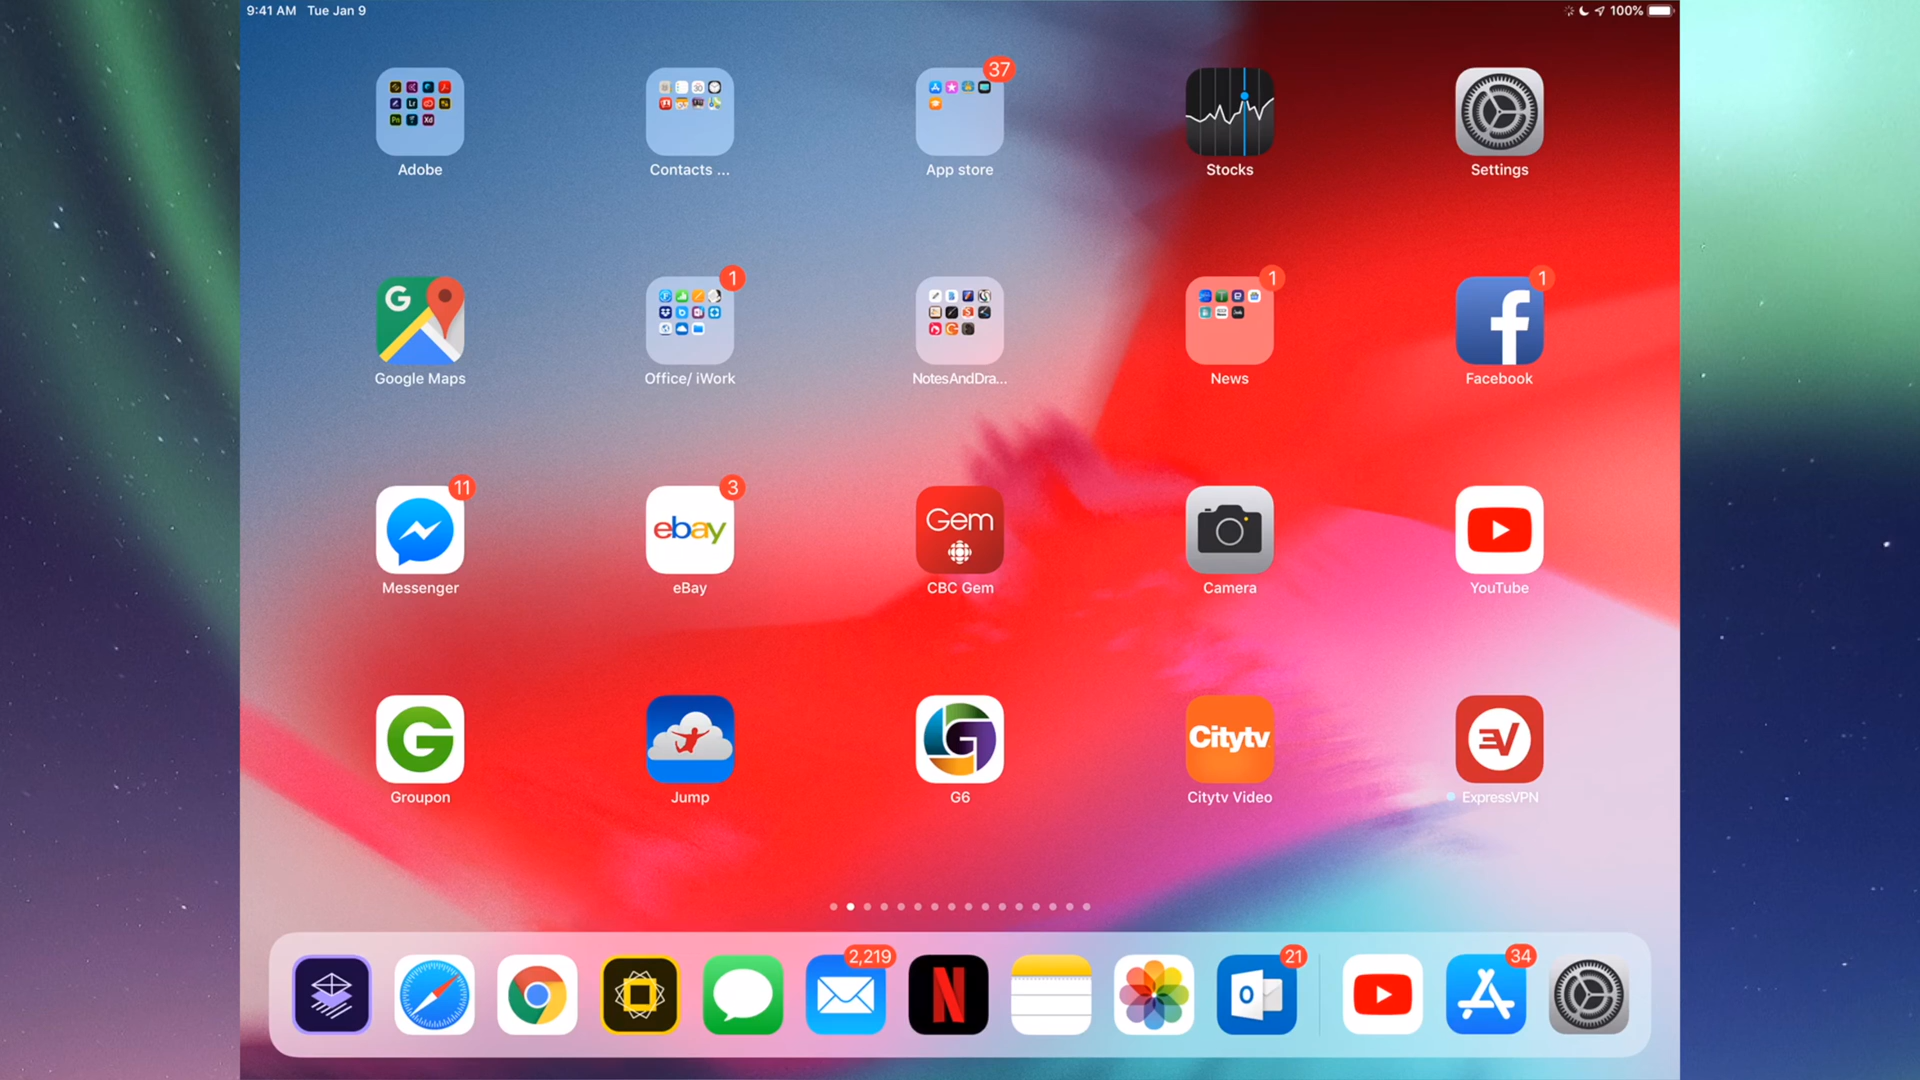 9:41 AM Tue Jan 9
100%
37
Adobe
Contacts ...
App store
Stocks
Settings
G
1
1
1
Google Maps
Office/ iWork
NotesAndDra...
News
Facebook
11
3
ebay
Gem
Messenger
eBay
CBC Gem
Camera
YouTube
G
G
Citytv
EV
Groupon
Jump
G6
Citytv Video
ExpressVPN
2,219
21
34
N
O